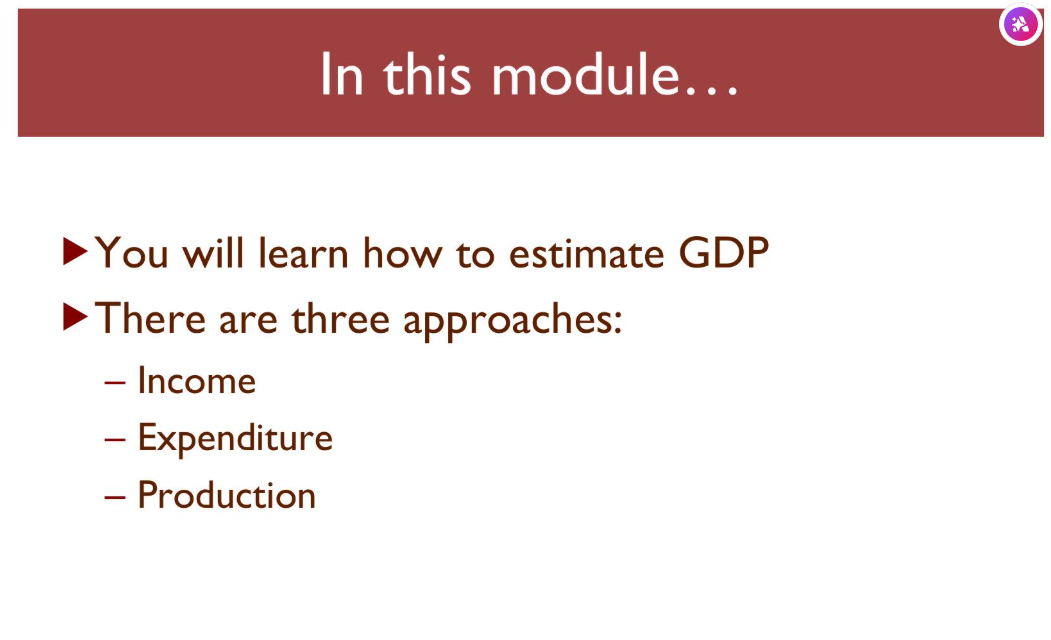 In this module…
You will learn how to estimate GDP
There are three approaches:
– Income
– Expenditure
– Production